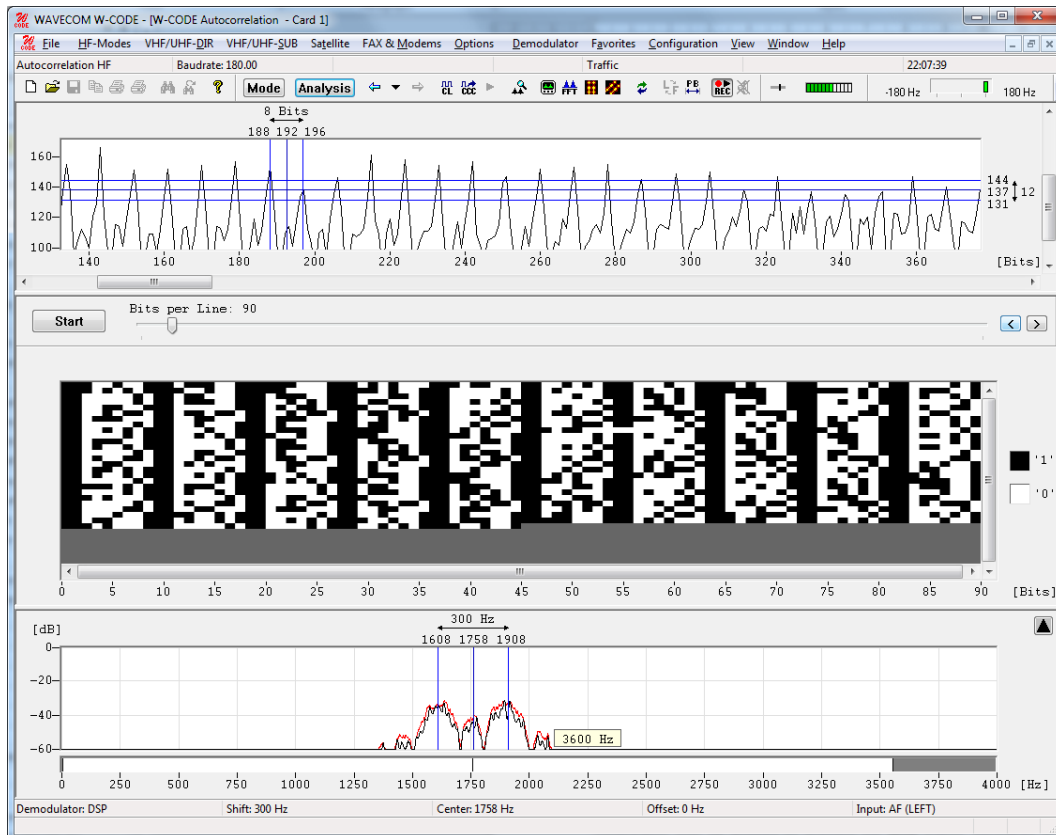 WAVECOM W-CODE - [W-CODE Autocorrelation - Card 1]
File HF-Modes VHF/UHF-DIR VHF/UHF-SUB Satellite FAX & Modems Options Demodulator Favorites Configuration View Window Help
Autocorrelation HF Baudrate: 180.00 Traffic 22:07:39
Mode Analysis CL CCC FFT PB REC -180 Hz 180 Hz
8 Bits
188 192 196
160
140
120
100
144
137 12
131
140 160 180 200 220 240 260 280 300 320 340 360 [Bits]
Start Bits per Line: 90 < >
'1'
'0'
0 5 10 15 20 25 30 35 40 45 50 55 60 65 70 75 80 85 90 [Bits]
300 Hz
[dB] 1608 1758 1908
0
-20
-40
3600 Hz
-60
0 250 500 750 1000 1250 1500 1750 2000 2250 2500 2750 3000 3250 3500 3750 4000 [Hz]
Demodulator: DSP Shift: 300 Hz Center: 1758 Hz Offset: 0 Hz Input: AF (LEFT)